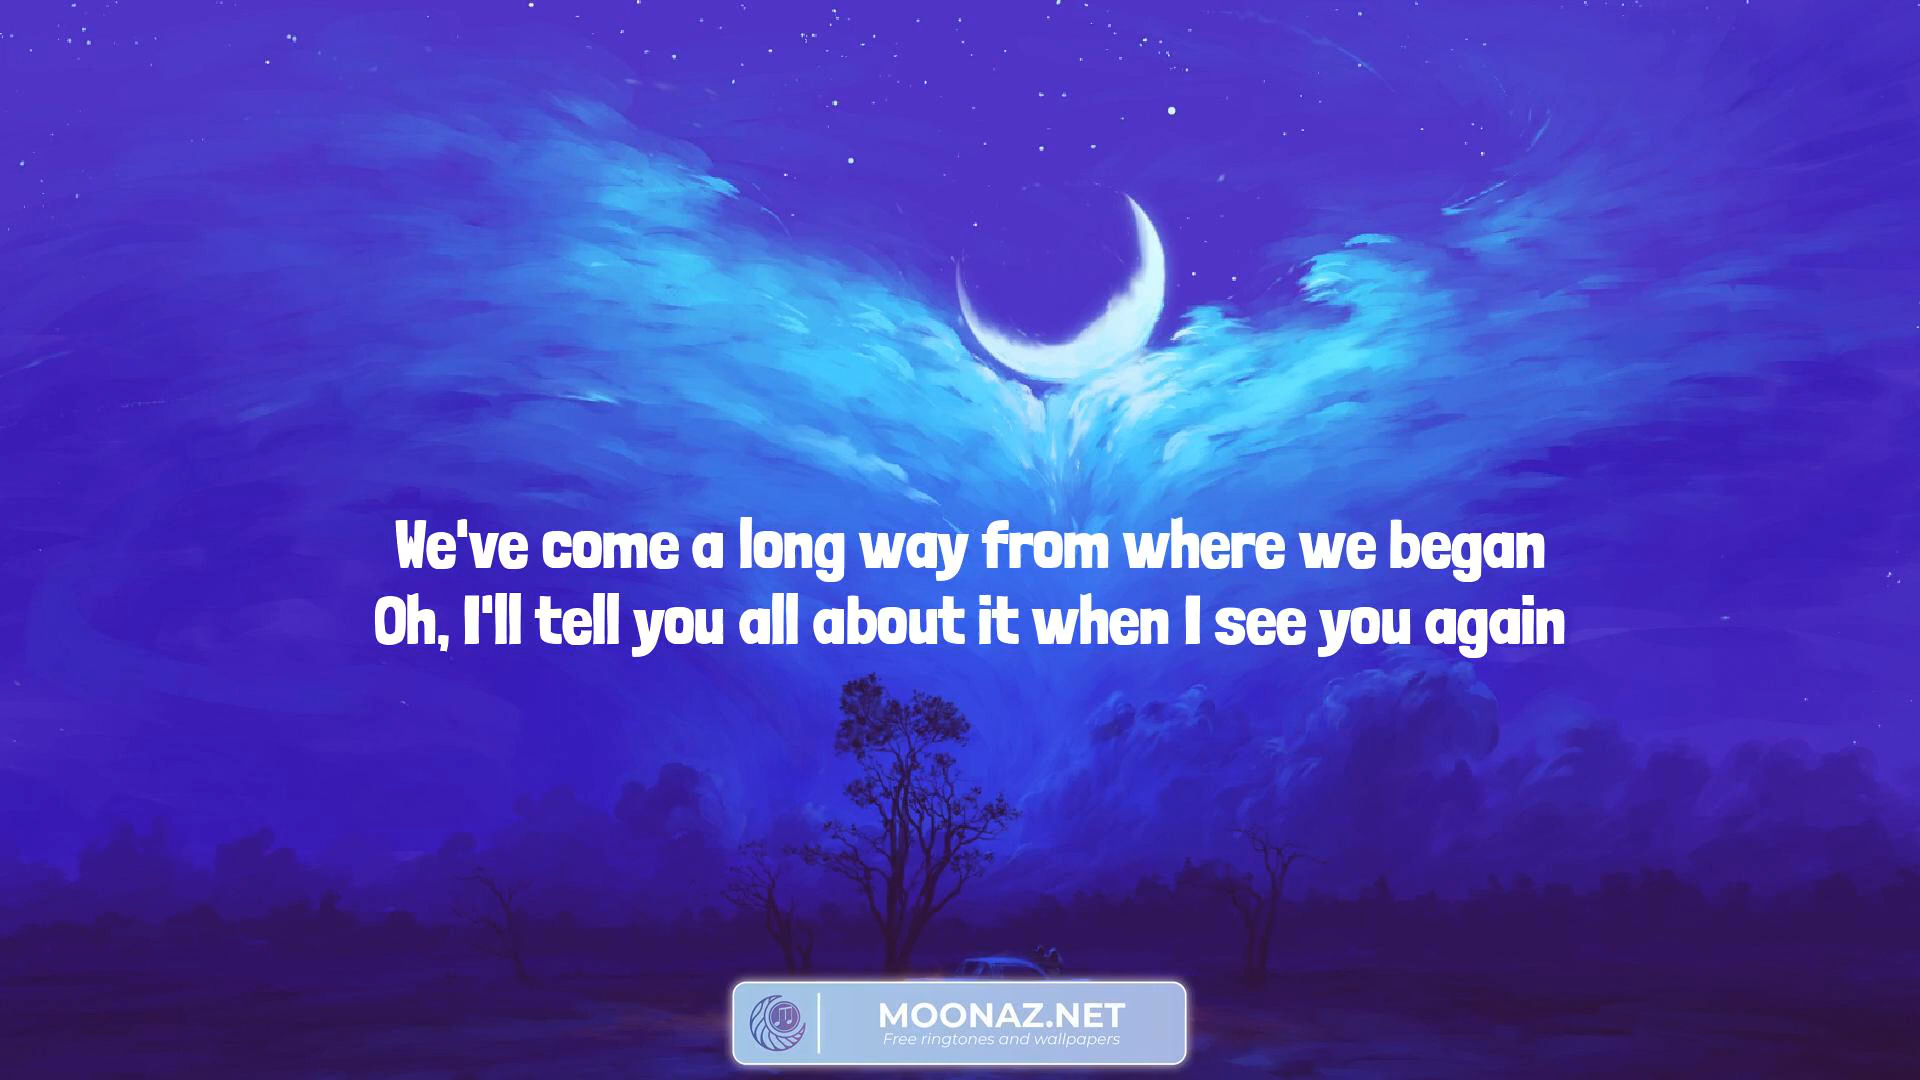 We've come a long way from where we began
Oh, I'll tell you all about it when I see you again
MOONAZ.NET
Free ringtones and wallpapers